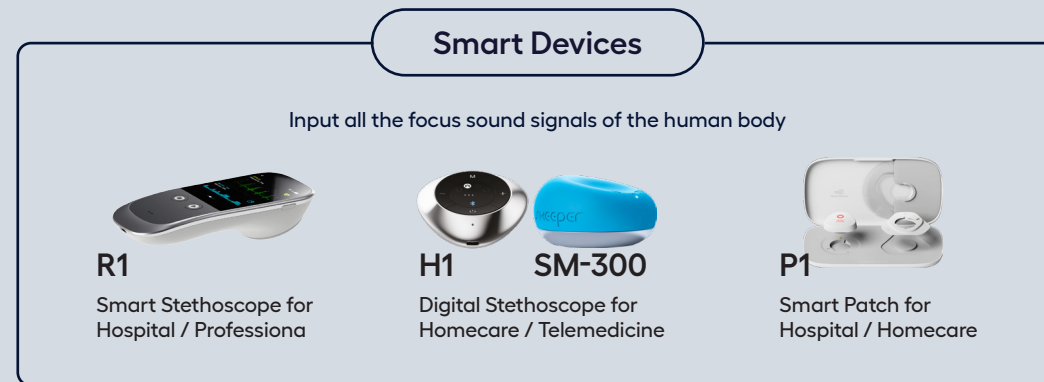 Smart Devices
Input all the focus sound signals of the human body
M
keeper
R1
H1
SM-300
P1
Smart Stethoscope for
Hospital / Professiona
Digital Stethoscope for
Homecare / Telemedicine
Smart Patch for
Hospital / Homecare